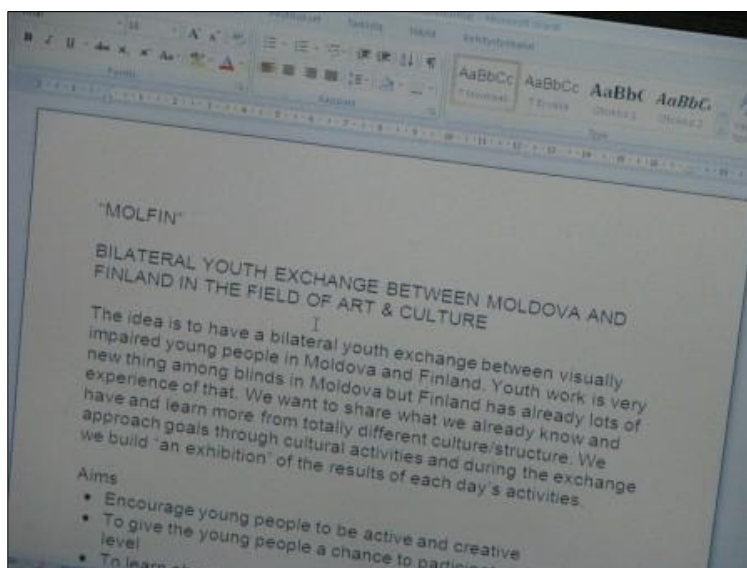 Microsoft Word
AaBbCc AaBbCc AaBbC AaBbC
"MOLFIN"
BILATERAL YOUTH EXCHANGE BETWEEN MOLDOVA AND
FINLAND IN THE FIELD OF ART & CULTURE
The idea is to have a bilateral youth exchange between visually
impaired young people in Moldova and Finland. Youth work is very
new thing among blinds in Moldova but Finland has already lots of
experience of that. We want to share what we already know and
have and learn more from totally different culture/structure. We
approach goals through cultural activities and during the exchange
we build "an exhibition" of the results of each day's activities.
Aims
• Encourage young people to be active and creative
• To give the young people a chance to
level
• To learn